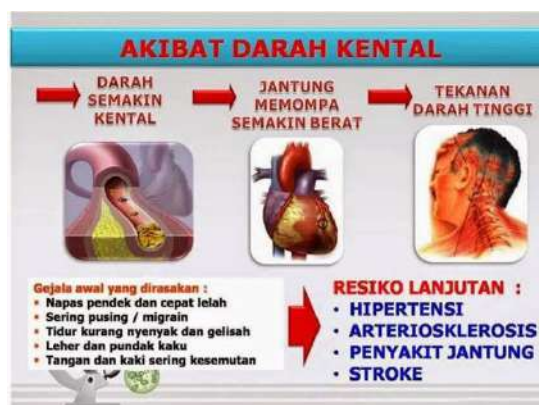 AKIBAT DARAH KENTAL
DARAH
SEMAKIN
KENTAL
JANTUNG
MEMOMPA
SEMAKIN BERAT
TEKANAN
DARAH TINGGI
Gejala awal yang dirasakan :
• Napas pendek dan cepat lelah
• Sering pusing / migrain
• Tidur kurang nyenyak dan gelisah
• Leher dan pundak kaku
• Tangan dan kaki sering kesemutan
RESIKO LANJUTAN :
• HIPERTENSI
• ARTERIOSKLEROSIS
• PENYAKIT JANTUNG
• STROKE